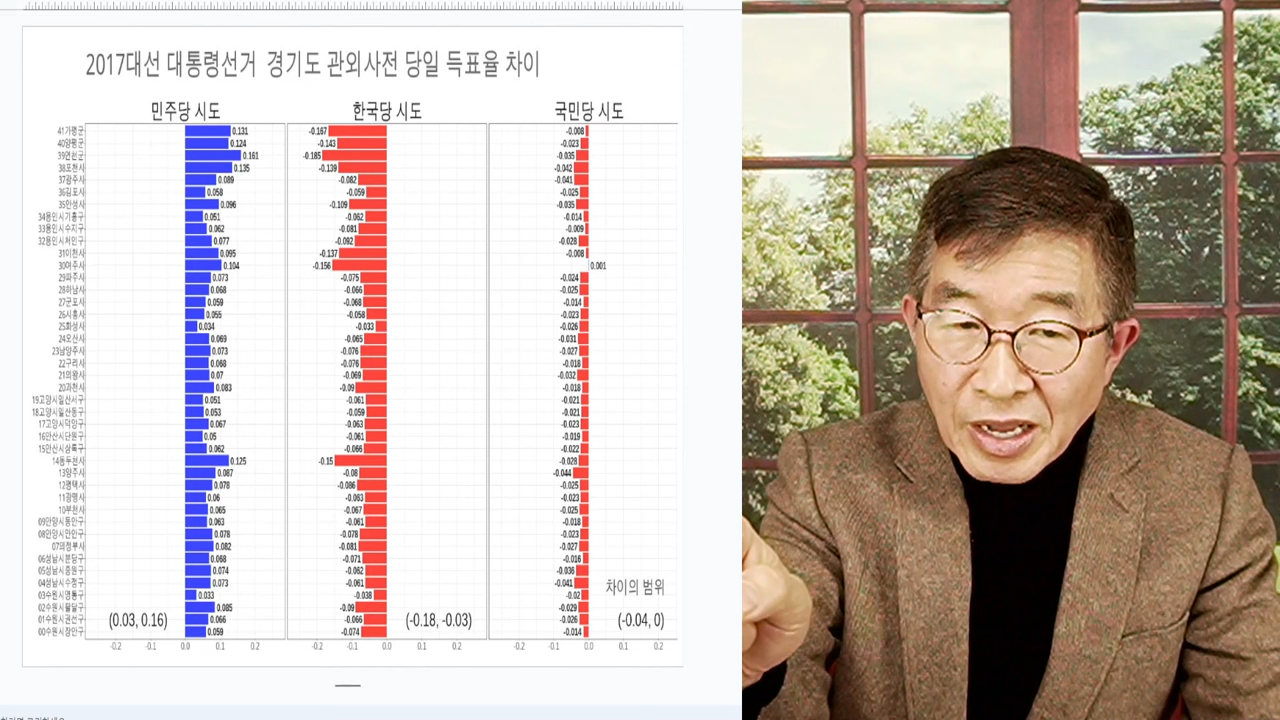 2017대선 대통령선거 경기도 관외사전 당일 득표율 차이
민주당 시도 한국당 시도 국민당 시도
41가평군 0.131 -0.167 -0.008
40양평군 0.124 -0.143 -0.023
39연천군 0.161 -0.185 -0.035
38포천시 0.135 -0.139 -0.042
37광주시 0.089 -0.082 -0.041
36김포시 0.058 -0.059 -0.025
35안성시 0.096 -0.109 -0.035
34용인시기흥구 0.051 -0.062 -0.014
33용인시수지구 0.062 -0.081 -0.009
32용인시처인구 0.077 -0.092 -0.028
31이천시 0.095 -0.137 -0.008
30여주시 0.104 -0.156 0.001
29파주시 0.073 -0.075 -0.024
28하남시 0.068 -0.066 -0.025
27군포시 0.059 -0.068 -0.014
26시흥시 0.055 -0.058 -0.023
25화성시 0.034 -0.033 -0.026
24오산시 0.069 -0.065 -0.031
23남양주시 0.073 -0.076 -0.027
22구리시 0.068 -0.076 -0.018
21의왕시 0.07 -0.069 -0.032
20과천시 0.083 -0.09 -0.018
19고양시일산서구 0.051 -0.061 -0.021
18고양시일산동구 0.053 -0.059 -0.021
17고양시덕양구 0.067 -0.063 -0.023
16안산시단원구 0.05 -0.061 -0.019
15안산시상록구 0.062 -0.066 -0.022
14동두천시 0.125 -0.15 -0.028
13양주시 0.087 -0.08 -0.044
12평택시 0.078 -0.086 -0.025
11광명시 0.06 -0.063 -0.023
10부천시 0.065 -0.067 -0.025
09안양시동안구 0.063 -0.061 -0.018
08안양시만안구 0.078 -0.078 -0.023
07의정부시 0.082 -0.081 -0.027
06성남시분당구 0.068 -0.071 -0.016
05성남시중원구 0.074 -0.062 -0.036
04성남시수정구 0.073 -0.061 -0.041 차이의 범위
03수원시영통구 0.033 -0.038 -0.02
02수원시팔달구 0.085 -0.09 -0.029
01수원시권선구 0.066 -0.066 -0.026
(0.03, 0.16) (-0.18, -0.03) (-0.04, 0)
00수원시장안구 0.059 -0.074 -0.014
-0.2 -0.1 0.0 0.1 0.2 -0.2 -0.1 0.0 0.1 0.2 -0.2 -0.1 0.0 0.1 0.2